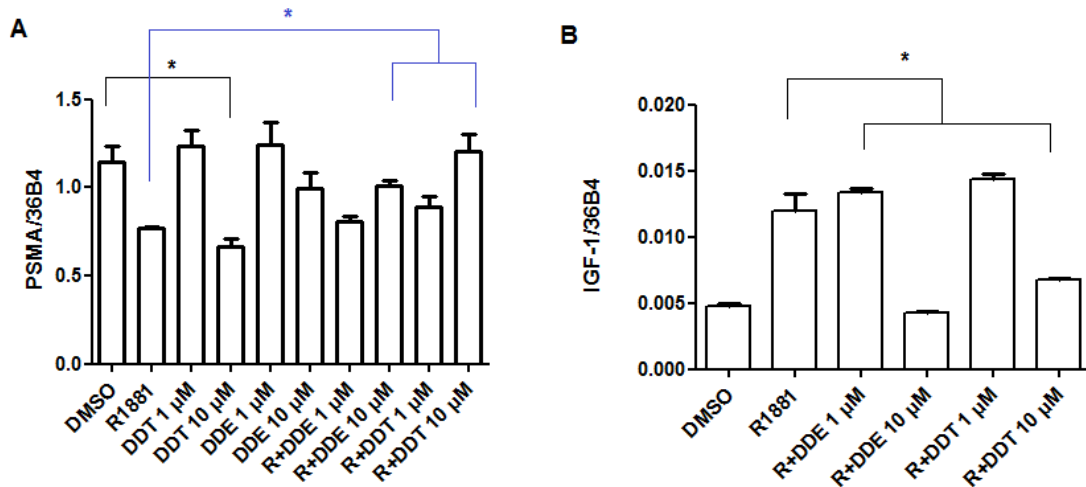 A
*
*
PSMA/36B4
1.5
1.0
0.5
0.0
DMSO
R1881
DDT 1 µM
DDT 10 µM
DDE 1 µM
DDE 10 µM
R+DDE 1 µM
R+DDE 10 µM
R+DDT 1 µM
R+DDT 10 µM
B
*
IGF-1/36B4
0.020
0.015
0.010
0.005
0.000
DMSO
R1881
R+DDE 1 µM
R+DDE 10 µM
R+DDT 1 µM
R+DDT 10 µM